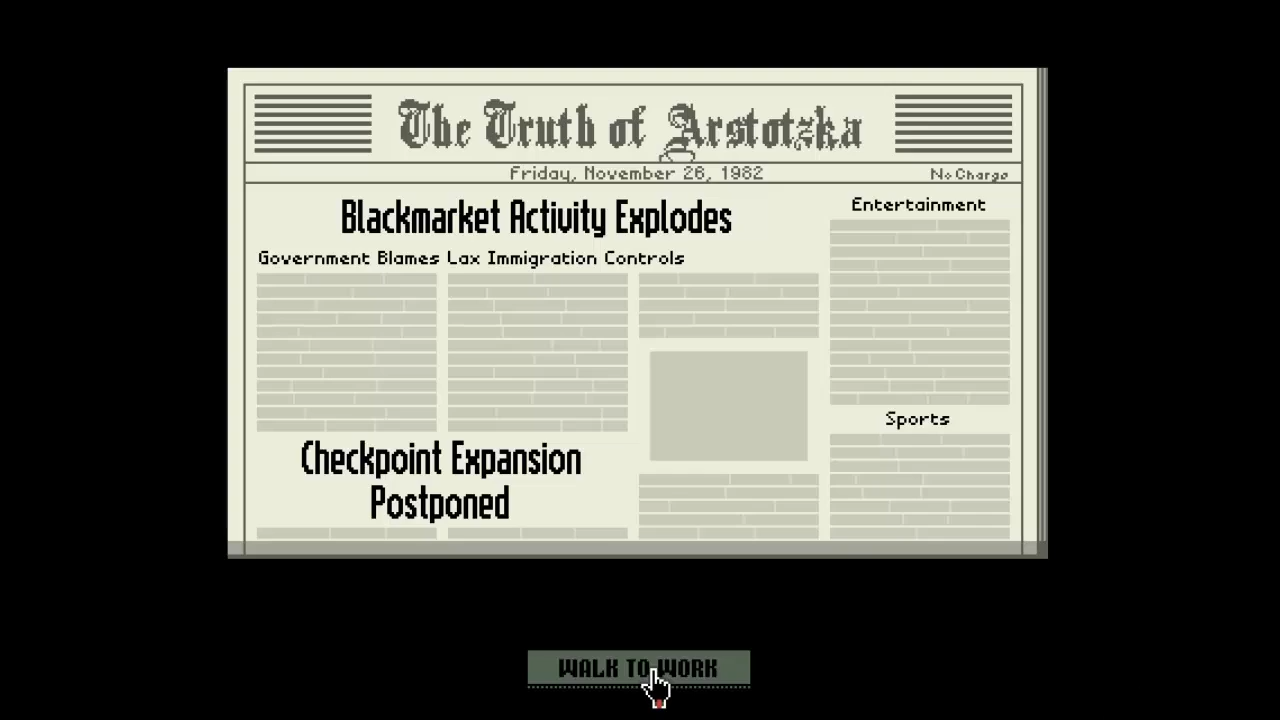 The Truth of Arstotzka
Friday, November 26, 1982
No Charge
Blackmarket Activity Explodes
Government Blames Lax Immigration Controls
Checkpoint Expansion
Postponed
Entertainment
Sports
WALK TO WORK